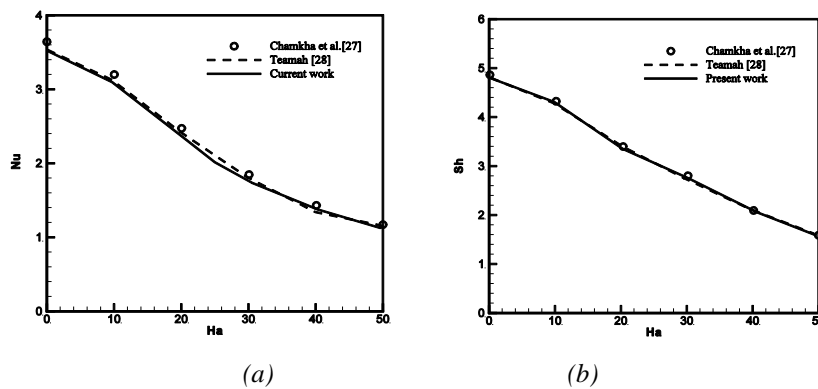 Chamkha et al.[27]
Teamah [28]
Current work
Nu
4
3
2
1
0
0.
10.
20.
30.
40.
50.
Ha
(a)
Chamkha et al.[27]
Teamah [28]
Present work
Sh
6
5
4.
3.
2
1
0
0.
10.
20.
30.
40.
50
Ha
(b)